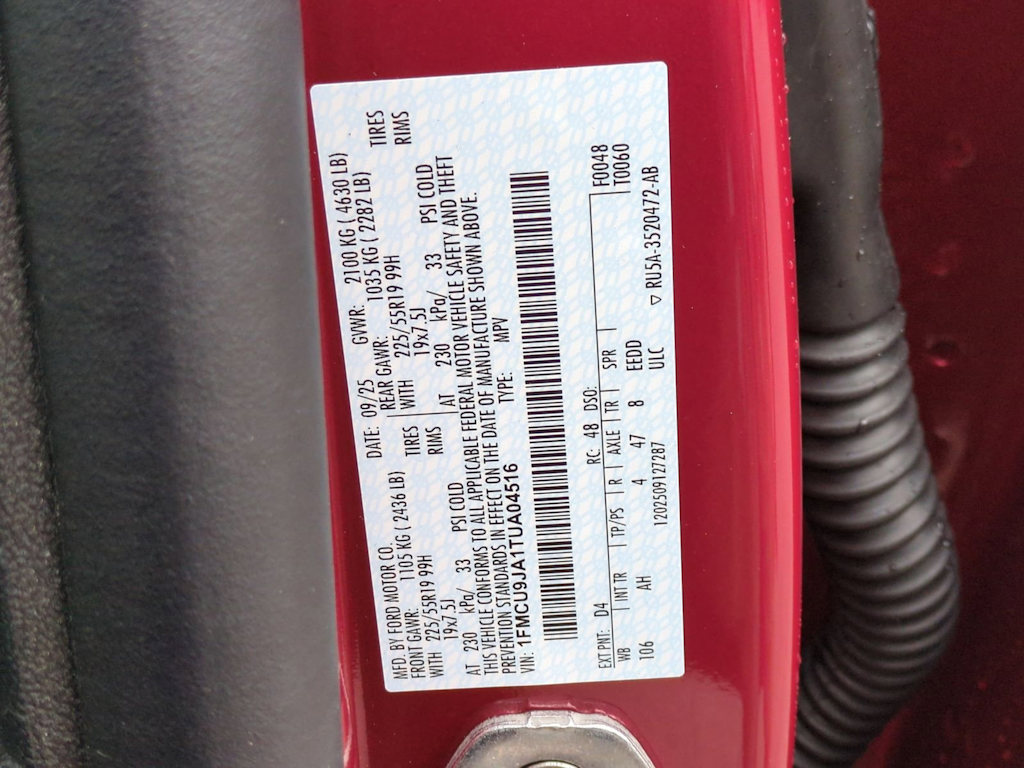 MFD. BY FORD MOTOR CO.
DATE: 09/25 GVWR: 2100 KG ( 4630 LB)
FRONT GAWR: 1105 KG ( 2436 LB) REAR GAWR: 1035 KG ( 2282 LB)
WITH 225/55R19 99H TIRES WITH 225/55R19 99H TIRES
19x7.5J RIMS 19x7.5J RIMS
AT 230 kPa/ 33 PSI COLD AT 230 kPa/ 33 PSI COLD
THIS VEHICLE CONFORMS TO ALL APPLICABLE FEDERAL MOTOR VEHICLE SAFETY AND THEFT
PREVENTION STANDARDS IN EFFECT ON THE DATE OF MANUFACTURE SHOWN ABOVE.
VIN: 1FMCU9JA1TUA04516 TYPE: MPV
EXT PNT: D4 RC: 48 DSO: F0048
WB INT TR TP/PS R AXLE TR SPR T0060
106 AH 4 47 8 EEDD
120250912728​7 ULC ▽ RU5A-3520472-AB